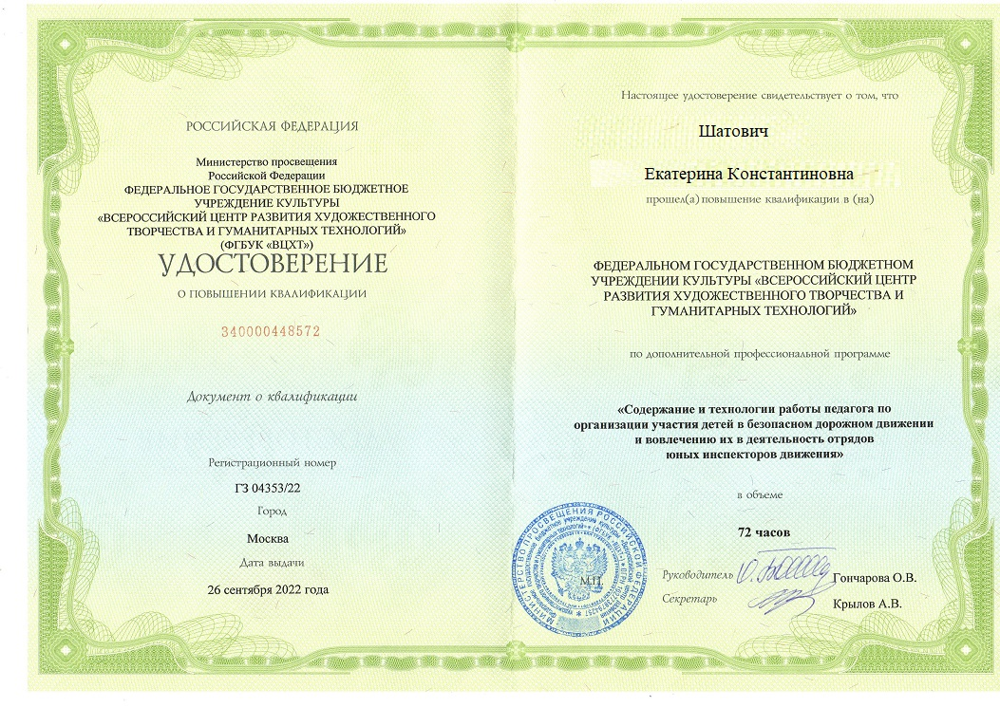 РОССИЙСКАЯ ФЕДЕРАЦИЯ
Министерство просвещения
Российской Федерации
ФЕДЕРАЛЬНОЕ ГОСУДАРСТВЕННОЕ БЮДЖЕТНОЕ
УЧРЕЖДЕНИЕ КУЛЬТУРЫ
«ВСЕРОССИЙСКИЙ ЦЕНТР РАЗВИТИЯ ХУДОЖЕСТВЕННОГО
ТВОРЧЕСТВА И ГУМАНИТАРНЫХ ТЕХНОЛОГИЙ»
(ФГБУК «ВЦХТ»)
УДОСТОВЕРЕНИЕ
О ПОВЫШЕНИИ КВАЛИФИКАЦИИ
340000448572
Документ о квалификации
Регистрационный номер
ГЗ 04353/22
Город
Москва
Дата выдачи
26 сентября 2022 года
Настоящее удостоверение свидетельствует о том, что
Шатович
Екатерина Константиновна
прошел(а) повышение квалификации в (на)
ФЕДЕРАЛЬНОМ ГОСУДАРСТВЕННОМ БЮДЖЕТНОМ
УЧРЕЖДЕНИИ КУЛЬТУРЫ «ВСЕРОССИЙСКИЙ ЦЕНТР
РАЗВИТИЯ ХУДОЖЕСТВЕННОГО ТВОРЧЕСТВА И
ГУМАНИТАРНЫХ ТЕХНОЛОГИЙ»
по дополнительной профессиональной программе
«Содержание и технологии работы педагога по
организации участия детей в безопасном дорожном движении
и вовлечению их в деятельность отрядов
юных инспекторов движения»
в объеме
72 часов
МИНИСТЕРСТВО ПРОСВЕЩЕНИЯ РОССИЙСКОЙ ФЕДЕРАЦИИ
М.П.
Руководитель Гончарова О.В.
Секретарь Крылов А.В.